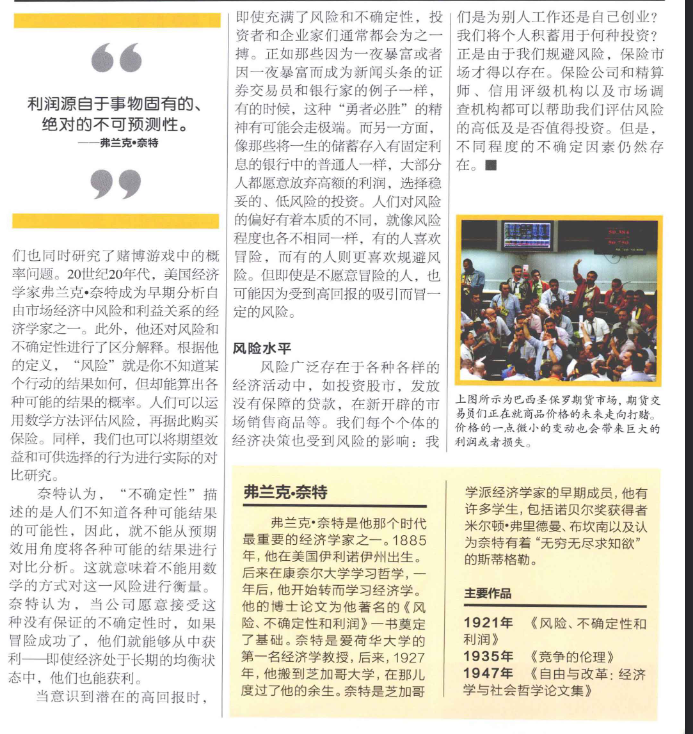 利润源自于事物固有的、
绝对的不可预测性。
——弗兰克•奈特
们也同时研究了赌博游戏中的概
率问题。20世纪20年代，美国经济
学家弗兰克•奈特成为早期分析自
由市场经济中风险和利益关系的经
济学家之一。此外，他还对风险和
不确定性进行了区分解释。根据他
的定义，“风险”就是你不知道某
个行动的结果如何，但却能算出各
种可能的结果的概率。人们可以运
用数学方法评估风险，再据此购买
保险。同样，我们也可以将期望效
益和可供选择的行为进行实际的对
比研究。
奈特认为，“不确定性”描
述的是人们不知道各种可能结果
的可能性，因此，就不能从预期
效用角度将各种可能的结果进行
对比分析。这就意味着不能用数
学的方式对这一风险进行衡量。
奈特认为，当公司愿意接受这
种没有保证的不确定性时，如果
冒险成功了，他们就能够从中获
利——即使经济处于长期的均衡状
态中，他们也能获利。
当意识到潜在的高回报时，
即使充满了风险和不确定性，投
资者和企业家们通常都会为之一
搏。正如那些因为一夜暴富或者
因一夜暴富而成为新闻头条的证
券交易员和银行家的例子一样，
有的时候，这种“勇者必胜”的精
神有可能会走极端。而另一方面，
像那些将一生的储蓄存入有固定利
息的银行中的普通人一样，大部分
人都愿意放弃高额的利润，选择稳
妥的、低风险的投资。人们对风险
的偏好有着本质的不同，就像风险
程度也各不相同一样，有的人喜欢
冒险，而有的人则更喜欢规避风
险。但即使是不愿意冒险的人，也
可能因为受到高回报的吸引而冒一
定的风险。
风险水平
风险广泛存在于各种各样的
经济活动中，如投资股市，发放
没有保障的贷款，在新开辟的市
场销售商品等。我们每个个体的
经济决策也受到风险的影响：我
们是为别人工作还是自己创业？
我们将个人积蓄用于何种投资？
正是由于我们规避风险，保险市
场才得以存在。保险公司和精算
师、信用评级机构以及市场调
查机构都可以帮助我们评估风险
的高低及是否值得投资。但是，
不同程度的不确定因素仍然存
在。■
上图所示为巴西圣保罗期货市场，期货交
易员们正在就商品价格的未来走向打赌。
价格的一点微小的变动也会带来巨大的
利润或者损失。
弗兰克•奈特
弗兰克•奈特是他那个时代
最重要的经济学家之一。1885
年，他在美国伊利诺伊州出生。
后来在康奈尔大学学习哲学，一
年后，他开始转而学习经济学。
他的博士论文为他著名的《风
险、不确定性和利润》一书奠定
了基础。奈特是爱荷华大学的
第一名经济学教授，后来，1927
年，他搬到芝加哥大学，在那儿
度过了他的余生。奈特是芝加哥
学派经济学家的早期成员，他有
许多学生，包括诺贝尔奖获得者
米尔顿•弗里德曼、布坎南以及认
为奈特有着“无穷无尽求知欲”
的斯蒂格勒。
主要作品
1921年 《风险、不确定性和
利润》
1935年 《竞争的伦理》
1947年 《自由与改革：经济
学与社会哲学论文集》